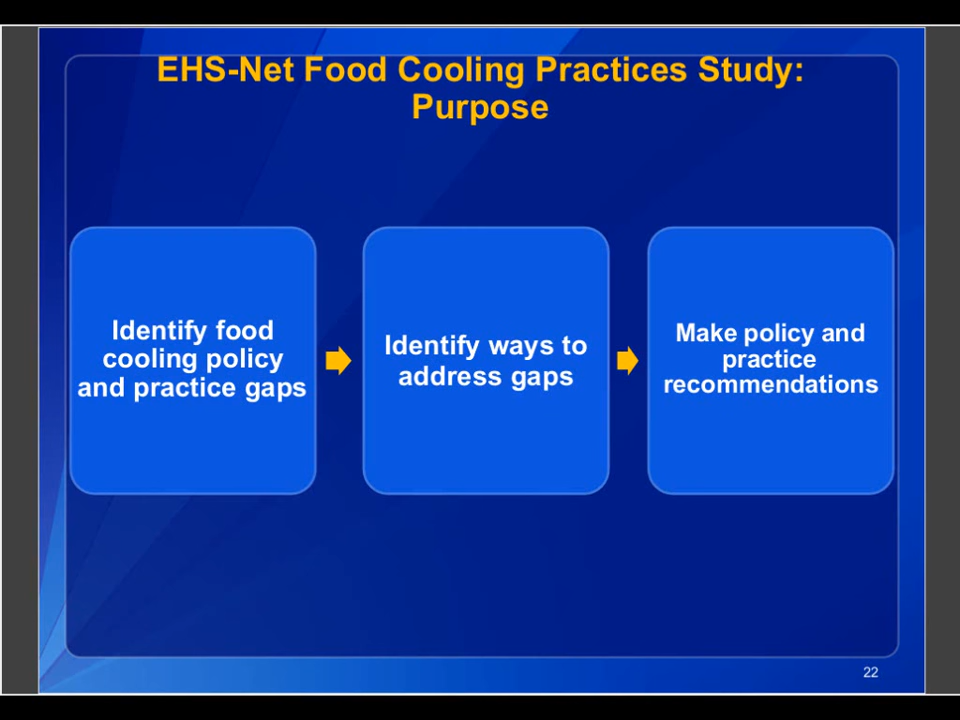 EHS-Net Food Cooling Practices Study:
Purpose
Identify food
cooling policy
and practice gaps
Identify ways to
address gaps
Make policy and
practice
recommendations
22